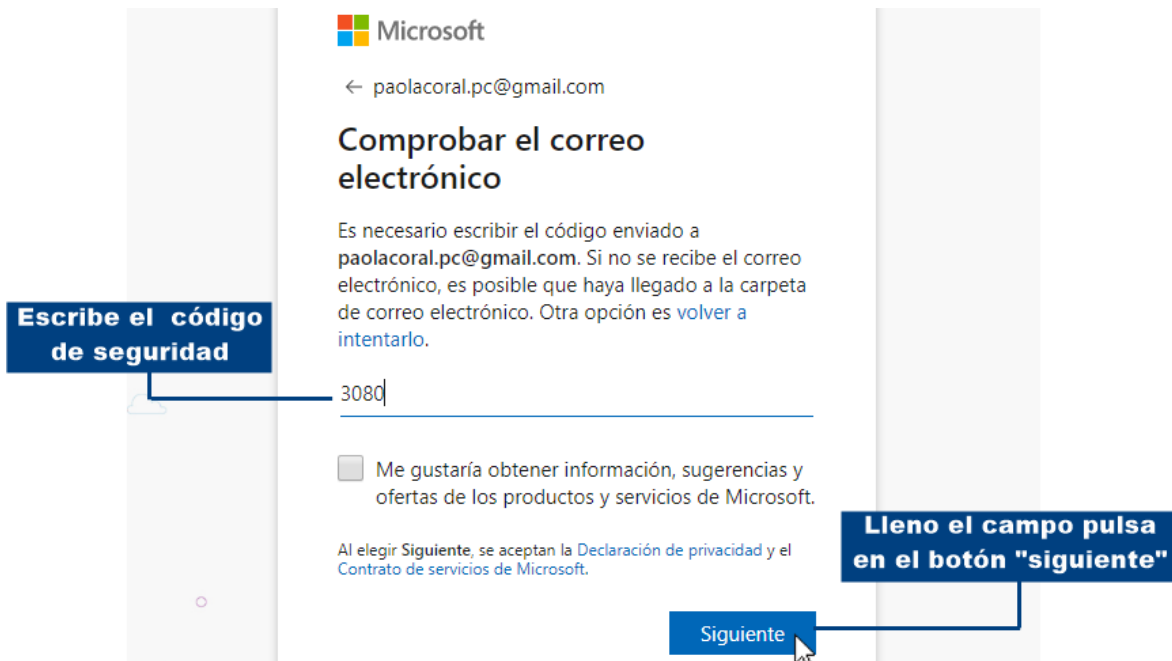 Microsoft
← paolacoral.pc@gmail.com
Comprobar el correo
electrónico
Es necesario escribir el código enviado a
paolacoral.pc@gmail.com. Si no se recibe el correo
electrónico, es posible que haya llegado a la carpeta
de correo electrónico. Otra opción es volver a
intentarlo.
Escribe el código
de seguridad
3080
Me gustaría obtener información, sugerencias y
ofertas de los productos y servicios de Microsoft.
Al elegir Siguiente, se aceptan la Declaración de privacidad y el
Contrato de servicios de Microsoft.
Lleno el campo pulsa
en el botón "siguiente"
Siguiente